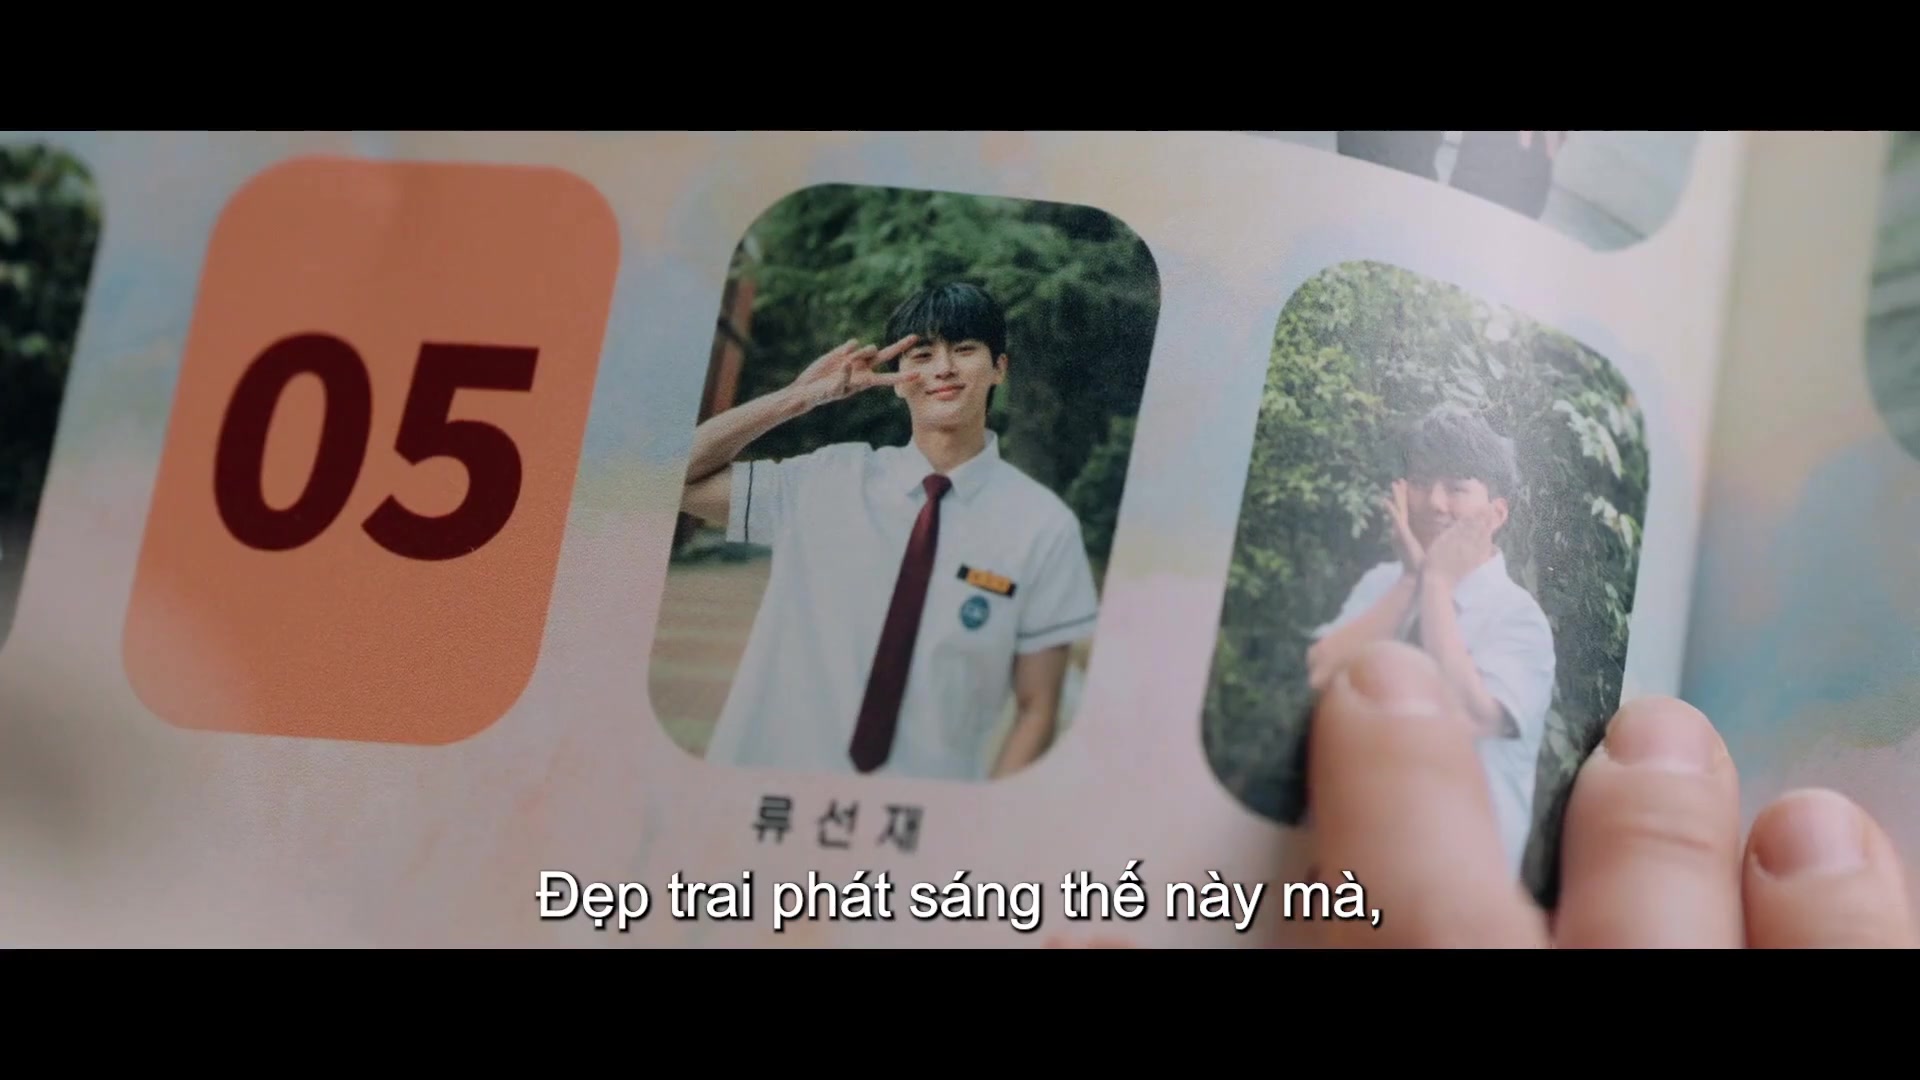 05
류선재
Đẹp trai phát sáng thế này mà,